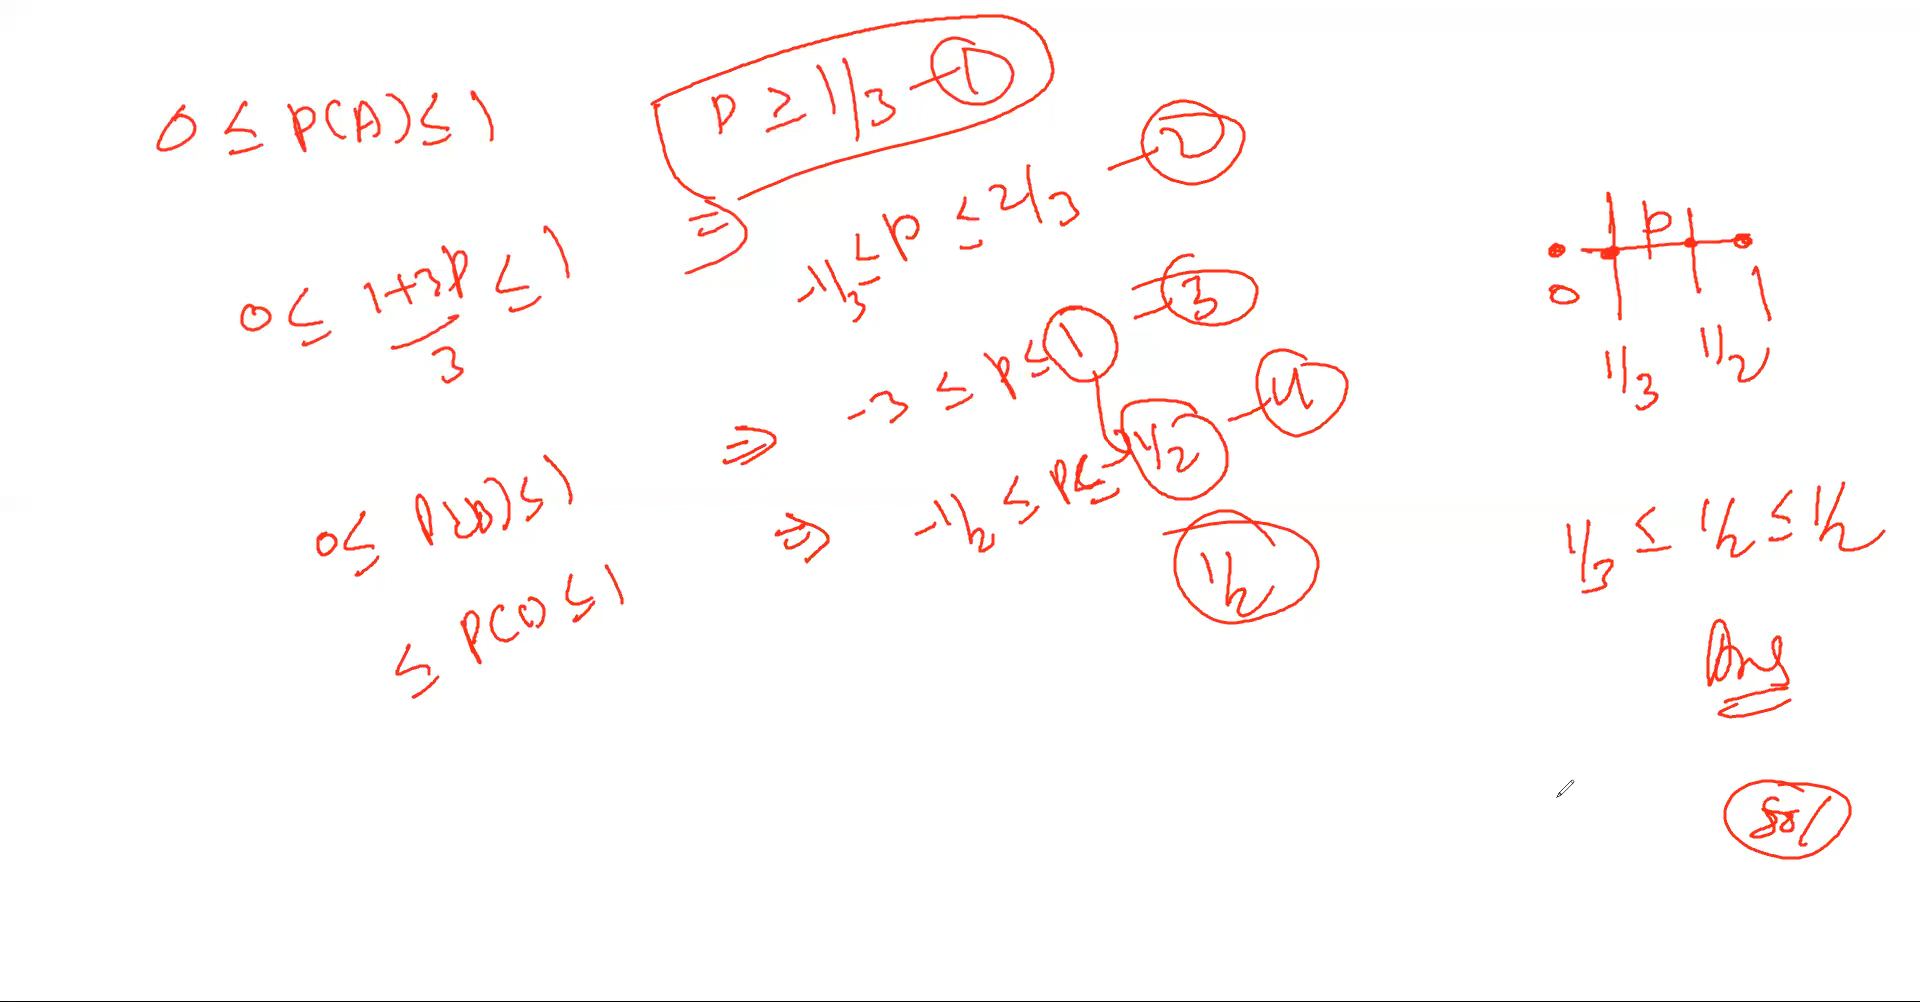 0 ≤ P(A) ≤ 1
P ≥ 1/3 – ①
0 ≤ (1+3P)/3 ≤ 1
⇒ -1/3 ≤ P ≤ 2/3 – ②
0 ≤ P(B) ≤ 1
⇒ -3 ≤ P ≤ 1 – ③
≤ P(C) ≤ 1
⇒ -1/2 ≤ P ≤ 1/2 – ④
1/2
P
0
1/3
1/2
1
1/3 ≤ 1/2 ≤ 1/2
Ans